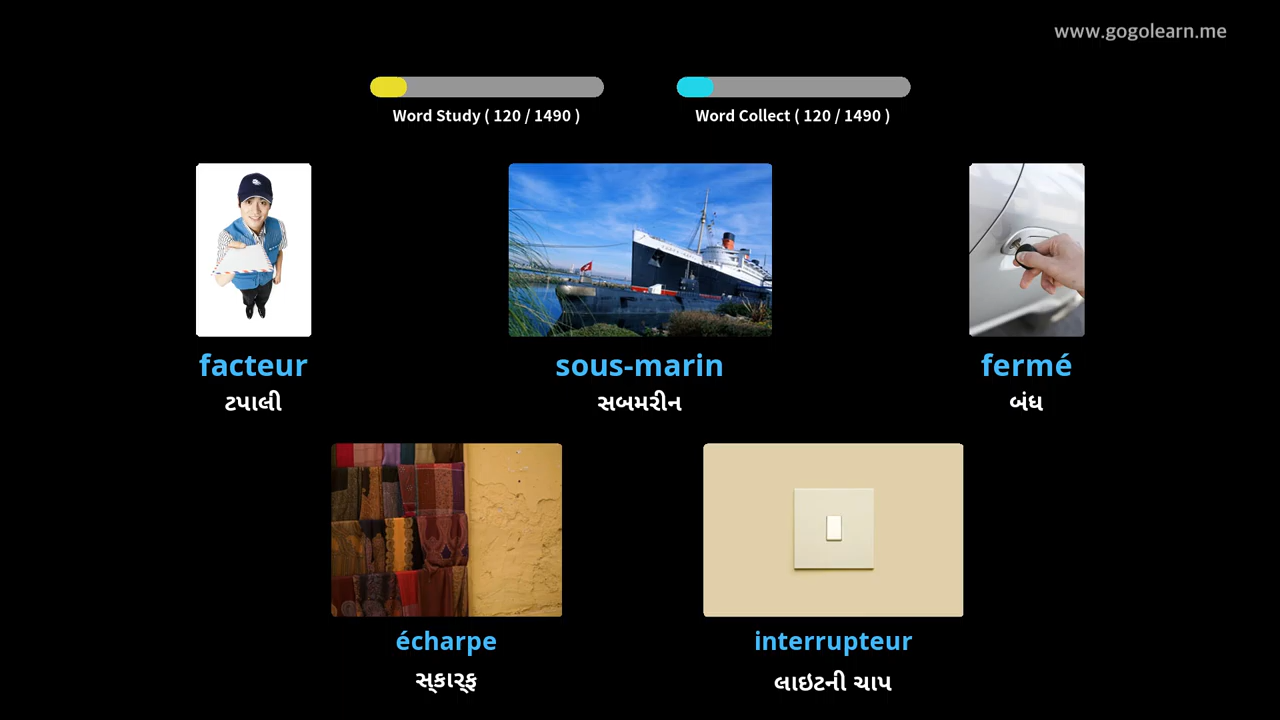 www.gogolearn.me
Word Study ( 120 / 1490 )
Word Collect ( 120 / 1490 )
facteur
sous-marin
fermé
ટપાલી
સબમરીન
બંધ
écharpe
interrupteur
સ્કાર્ફ
લાઇટની ચાપ